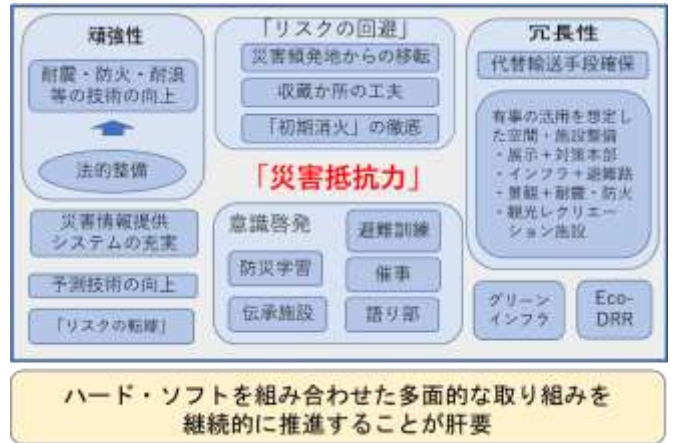 頑強性
耐震・防火・耐浪
等の技術の向上
法的整備
災害情報提供
システムの充実
予測技術の向上
「リスクの転嫁」
「リスクの回避」
災害頻発地からの移転
収蔵か所の工夫
「初期消火」の徹底
「災害抵抗力」
意識啓発
防災学習
伝承施設
避難訓練
催事
語り部
冗長性
代替輸送手段確保
有事の活用を想定し
た空間・施設整備
・展示＋対策本部
・インフラ＋避難路
・景観＋耐震・防火
・観光レクリエー
ション施設
グリーン
インフラ
Eco-
DRR
ハード・ソフトを組み合わせた多面的な取り組みを
継続的に推進することが肝要